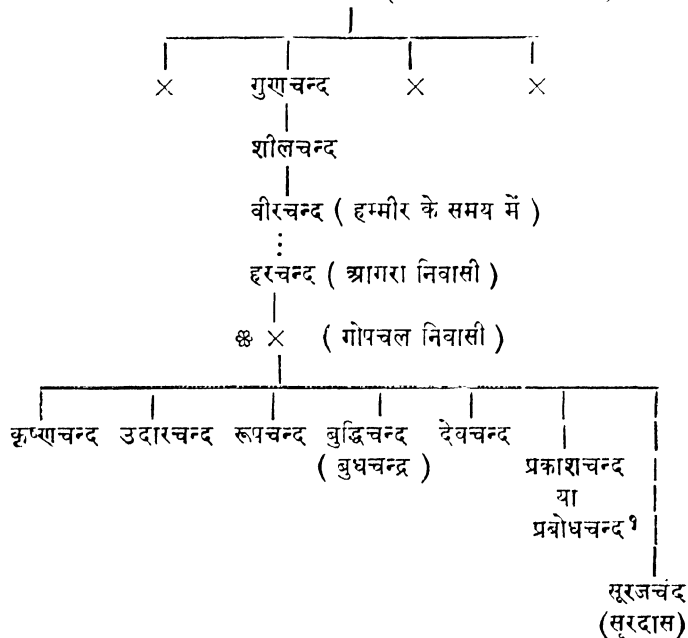 × गुणचन्द × ×
शीलचन्द
वीरचन्द ( हम्मीर के समय में )
हरचन्द ( आगरा निवासी )
❀ × ( गोपचल निवासी )
कृष्णचन्द उदारचन्द रूपचन्द बुद्धिचन्द देवचन्द
( बुधचन्द्र ) प्रकाशचन्द
या
प्रबोधचन्द१
सूरजचंद
(सूरदास)